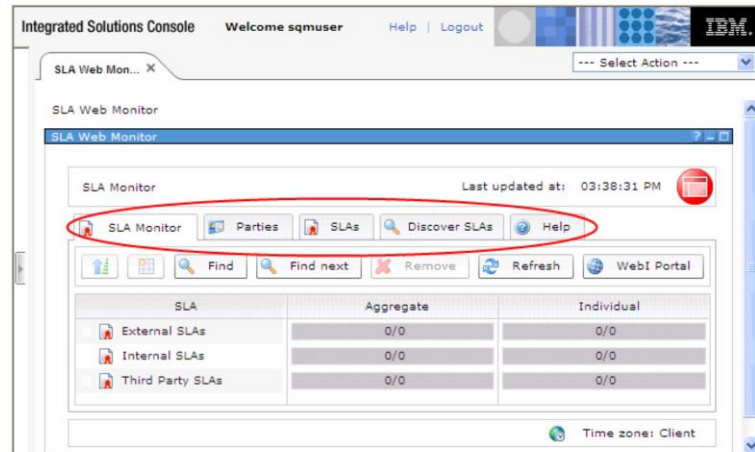 Integrated Solutions Console Welcome sqmuser Help | Logout IBM.
SLA Web Mon... X --- Select Action ---
SLA Web Monitor
SLA Web Monitor ?
SLA Monitor Last updated at: 03:38:31 PM
SLA Monitor Parties SLAs Discover SLAs Help
Find Find next Remove Refresh WebI Portal
SLA Aggregate Individual
External SLAs 0/0 0/0
Internal SLAs 0/0 0/0
Third Party SLAs 0/0 0/0
Time zone: Client